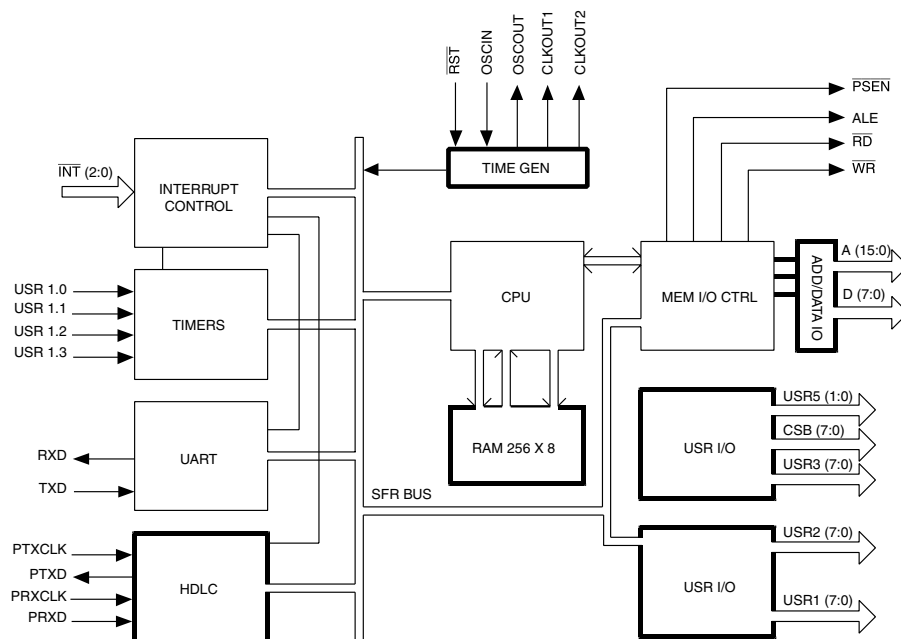 RST
OSCIN
OSCOUT
CLKOUT1
CLKOUT2
PSEN
ALE
RD
WR
TIME GEN
INT (2:0)
INTERRUPT
CONTROL
USR 1.0
USR 1.1
USR 1.2
USR 1.3
TIMERS
CPU
MEM I/O CTRL
ADD/DATA IO
A (15:0)
D (7:0)
RAM 256 X 8
USR I/O
USR5 (1:0)
CSB (7:0)
USR3 (7:0)
RXD
TXD
UART
SFR BUS
PTXCLK
PTXD
PRXCLK
PRXD
HDLC
USR I/O
USR2 (7:0)
USR1 (7:0)